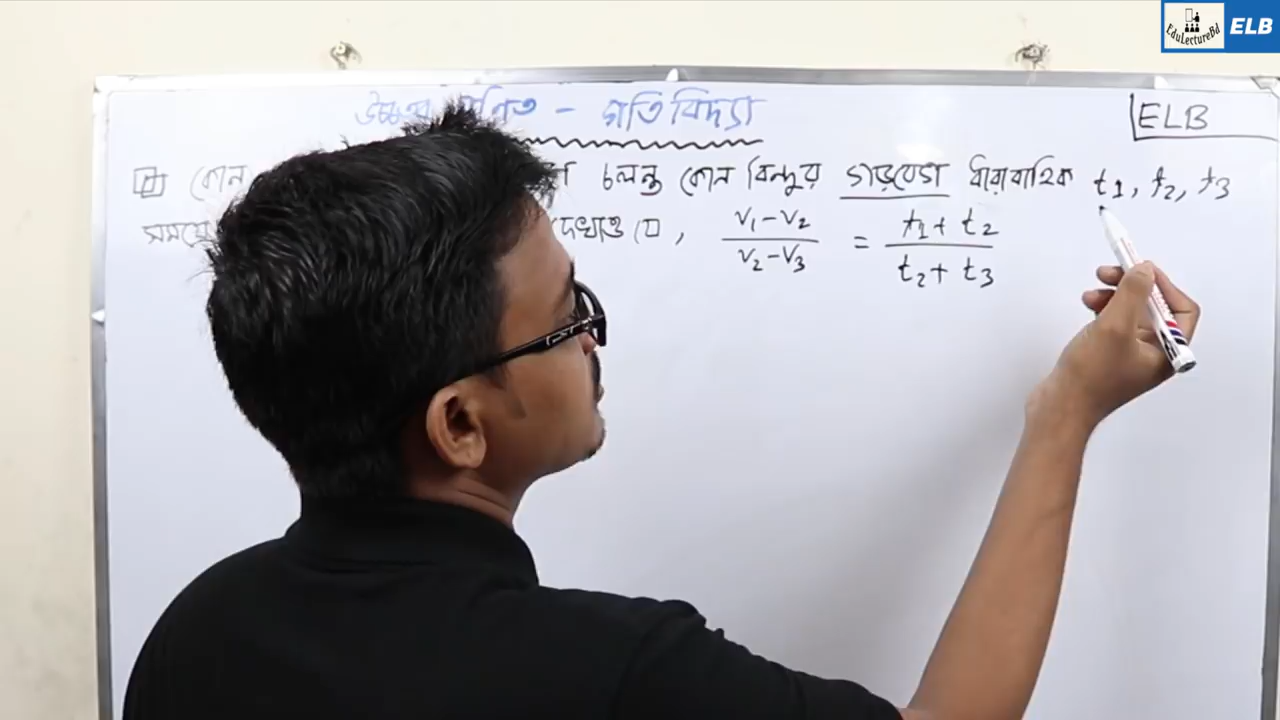 EduLectureBd ELB
উচ্চতর গণিত - গতিবিদ্যা
ELB
কোন চলন্ত কোন বিন্দুর গড়বেগ ধারাবাহিক t₁, t₂, t₃
সময়ে দেখাও যে, (v₁-v₂)/(v₂-v₃) = (t₁+t₂)/(t₂+t₃)